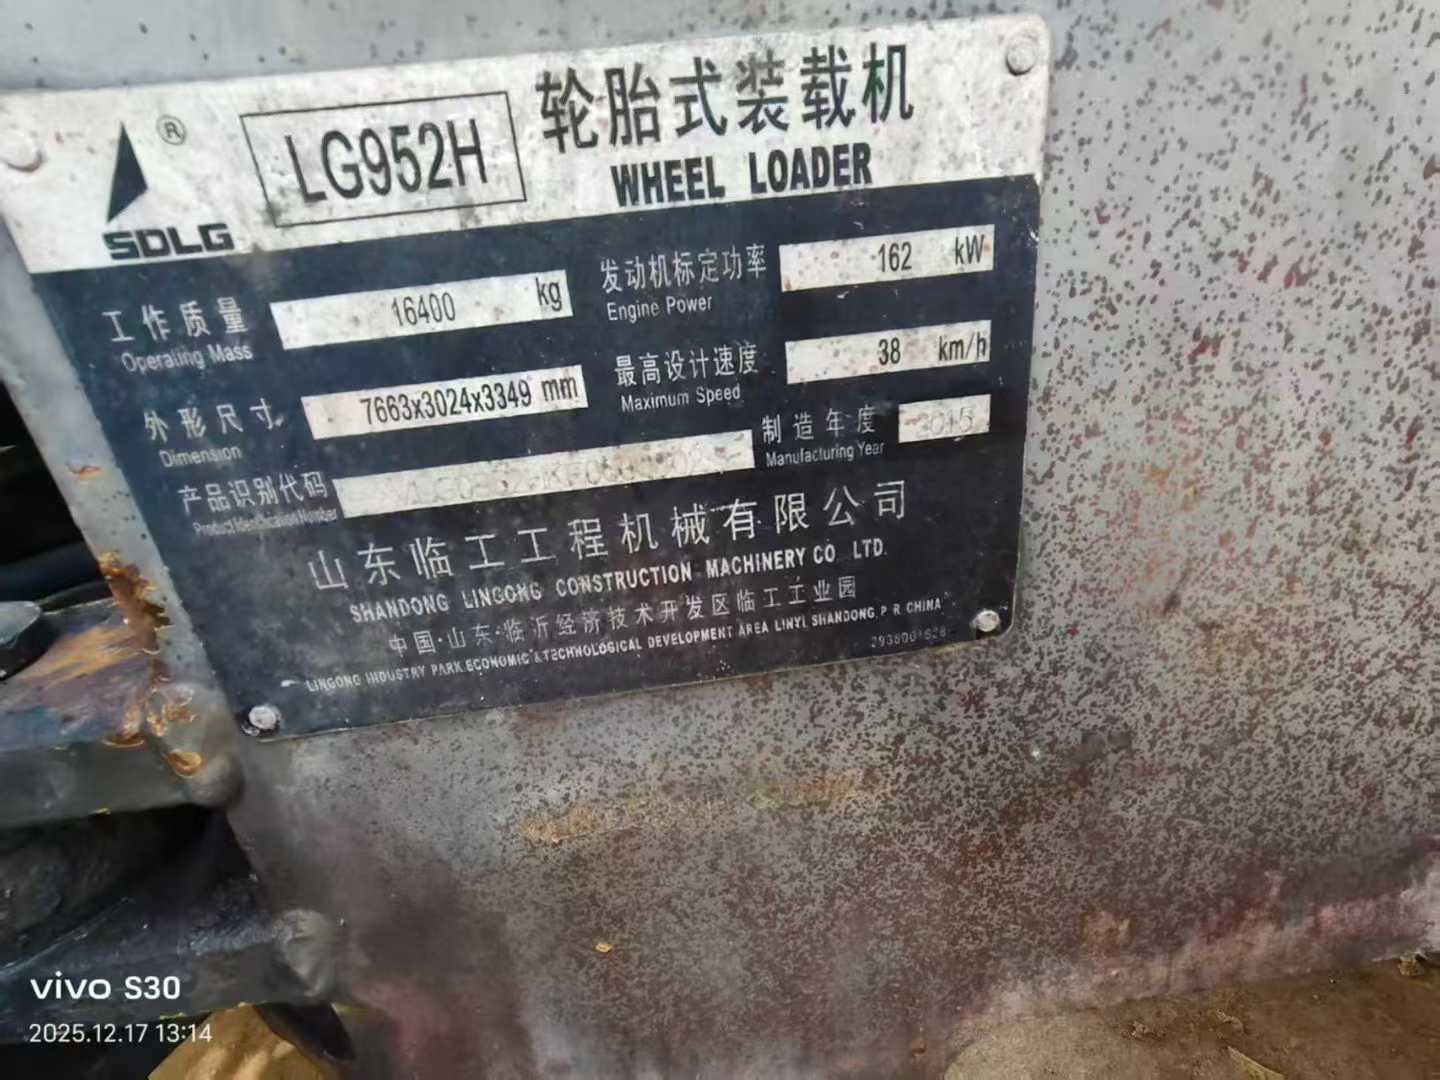 ®
SDLG
LG952H
轮胎式装载机
WHEEL LOADER
工作质量 16400 kg
Operating Mass
发动机标定功率 162 kW
Engine Power
外形尺寸 7663x3024x3349 mm
Dimension
最高设计速度 38 km/h
Maximum Speed
产品识别代码
Product Identification Number
制造年度 2015
Manufacturing Year
山东临工工程机械有限公司
SHANDONG LINGONG CONSTRUCTION MACHINERY CO. LTD.
中国·山东·临沂经济技术开发区临工工业园
LINGONG INDUSTRY PARK.ECONOMIC &TECHNOLOGICAL DEVELOPMENT AREA LINYI SHANDONG, P R CHINA
vivo S30
2025.12.17 13:14